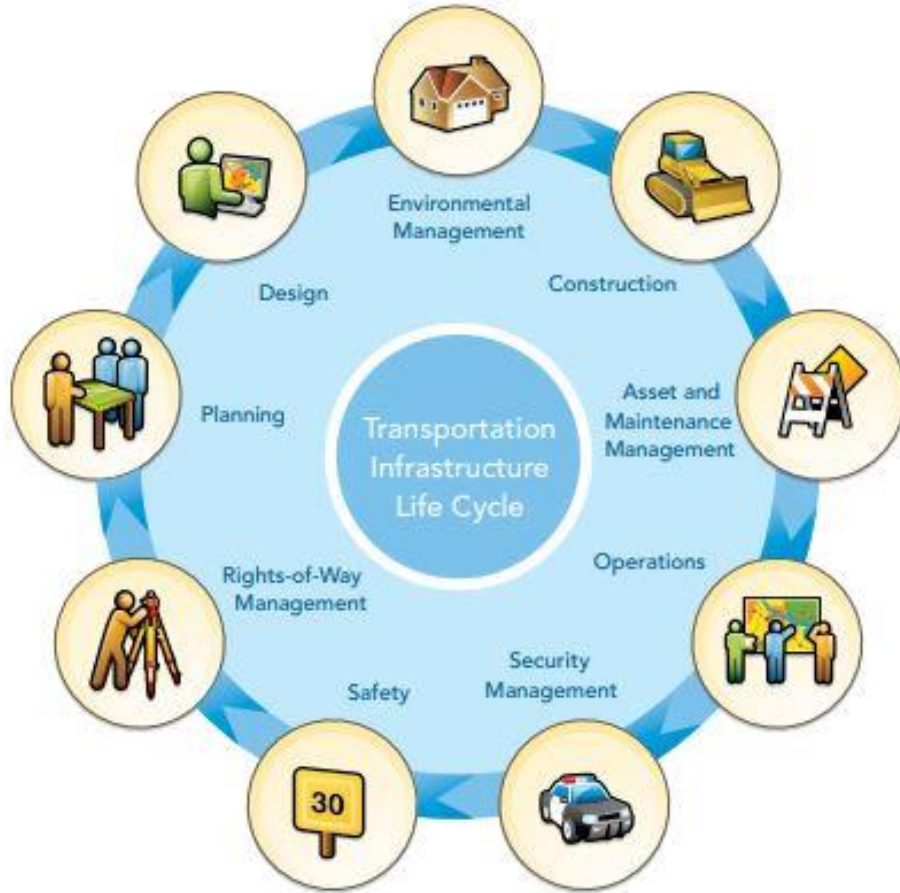 Environmental
Management
Construction
Asset and
Maintenance
Management
Operations
Security
Management
30
Safety
Rights-of-Way
Management
Planning
Design
Transportation
Infrastructure
Life Cycle